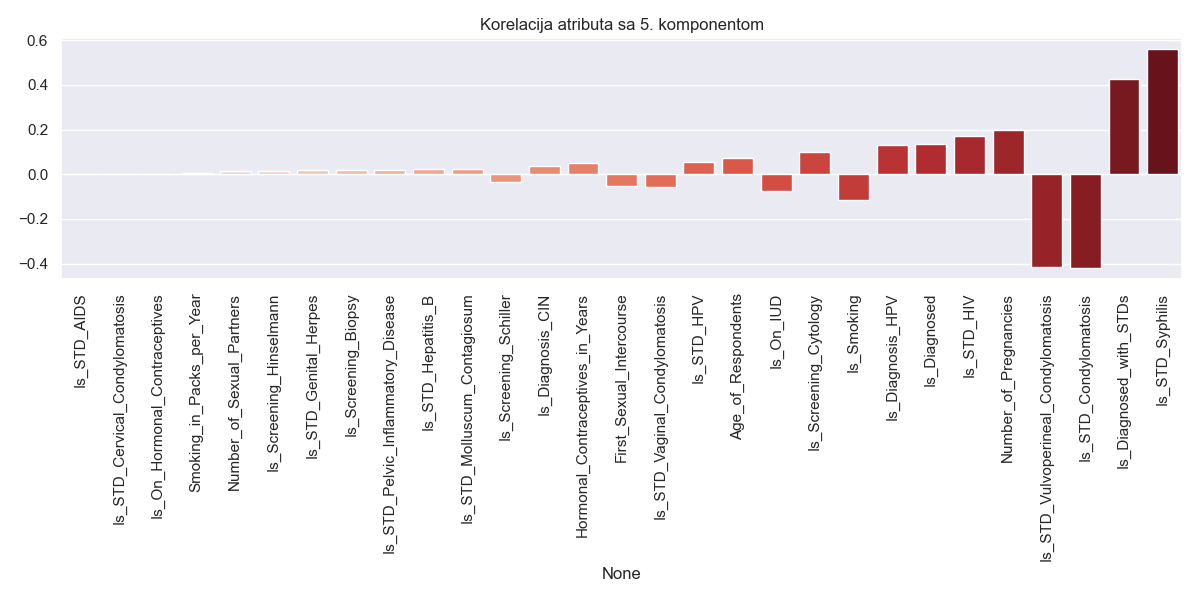 Korelacija atributa sa 5. komponentom
0.6
0.4
0.2
0.0
−0.2
−0.4
Is_STD_AIDS
Is_STD_Cervical_Condylomatosis
Is_On_Hormonal_Contraceptives
Smoking_in_Packs_per_Year
Number_of_Sexual_Partners
Is_Screening_Hinselmann
Is_STD_Genital_Herpes
Is_Screening_Biopsy
Is_STD_Pelvic_Inflammatory_Disease
Is_STD_Hepatitis_B
Is_STD_Molluscum_Contagiosum
Is_Screening_Schiller
Is_Diagnosis_CIN
Hormonal_Contraceptives_in_Years
First_Sexual_Intercourse
Is_STD_Vaginal_Condylomatosis
Is_STD_HPV
Age_of_Respondents
Is_On_IUD
Is_Screening_Cytology
Is_Smoking
Is_Diagnosis_HPV
Is_Diagnosed
Is_STD_HIV
Number_of_Pregnancies
Is_STD_Vulvoperineal_Condylomatosis
Is_STD_Condylomatosis
Is_Diagnosed_with_STDs
Is_STD_Syphilis
None